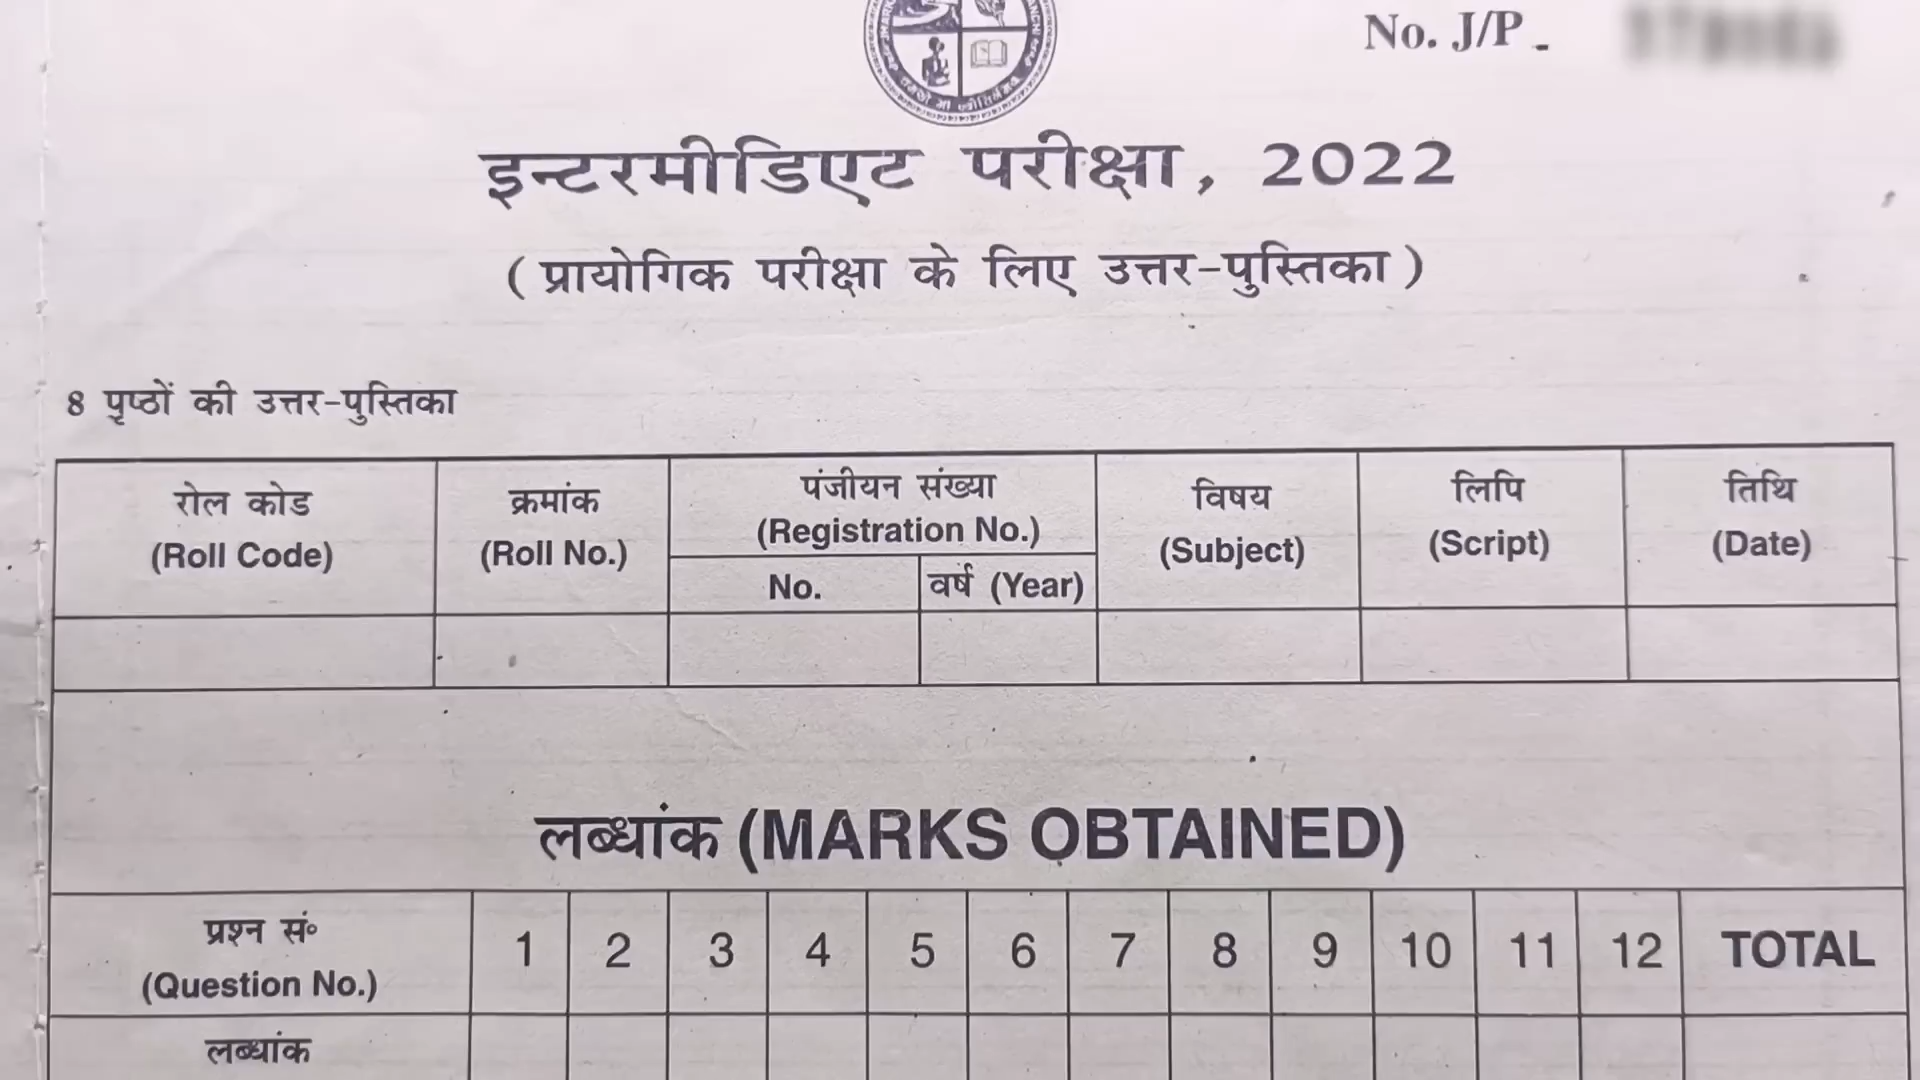 No. J/P -
इन्टरमीडिएट परीक्षा, 2022
( प्रायोगिक परीक्षा के लिए उत्तर-पुस्तिका )
8 पृष्ठों की उत्तर-पुस्तिका
रोल कोड
(Roll Code)
क्रमांक
(Roll No.)
पंजीयन संख्या
(Registration No.)
No.
वर्ष (Year)
विषय
(Subject)
लिपि
(Script)
तिथि
(Date)
लब्धांक (MARKS OBTAINED)
प्रश्न सं०
(Question No.)
1 2 3 4 5 6 7 8 9 10 11 12 TOTAL
लब्धांक